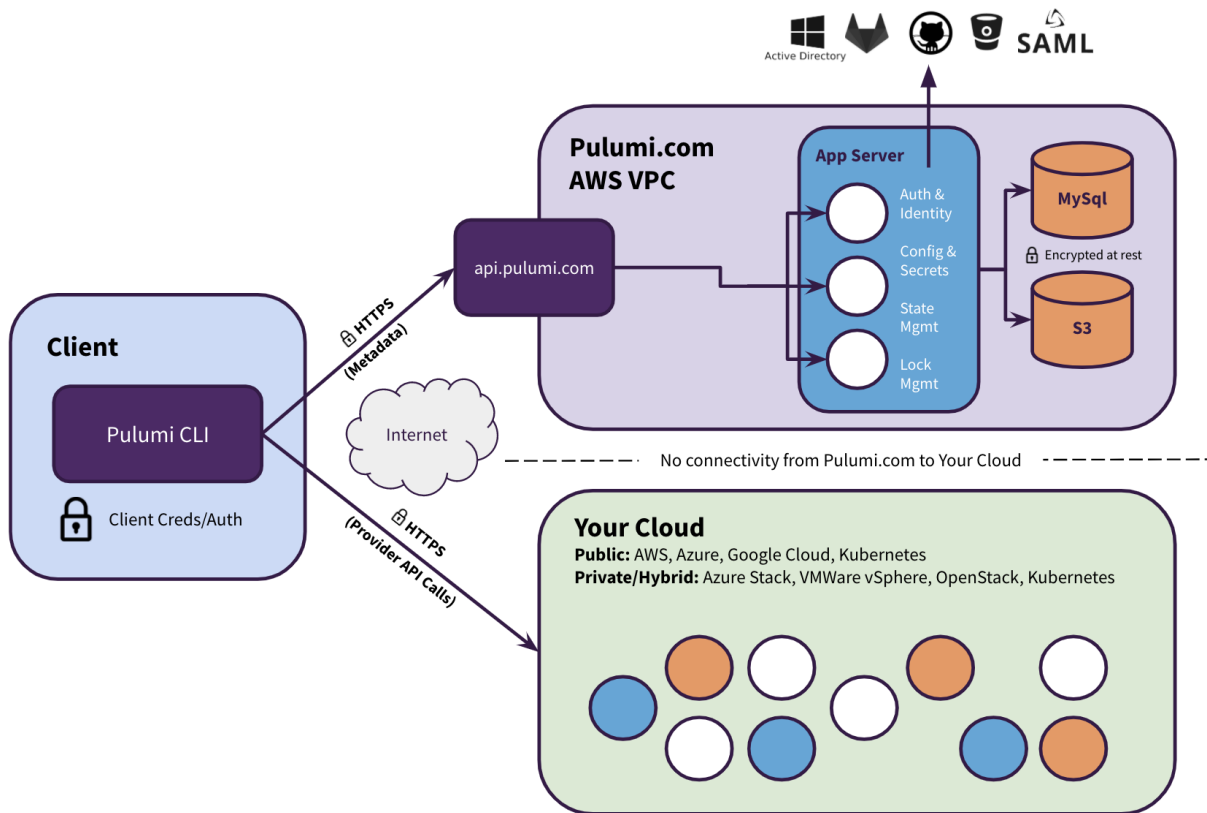 Active Directory
SAML
Pulumi.com
AWS VPC
App Server
Auth &
Identity
Config &
Secrets
State
Mgmt
Lock
Mgmt
MySql
Encrypted at rest
S3
api.pulumi.com
HTTPS
(Metadata)
Client
Pulumi CLI
Client Creds/Auth
Internet
No connectivity from Pulumi.com to Your Cloud
HTTPS
(Provider API Calls)
Your Cloud
Public: AWS, Azure, Google Cloud, Kubernetes
Private/Hybrid: Azure Stack, VMWare vSphere, OpenStack, Kubernetes